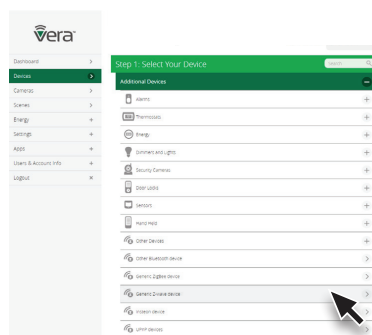 vera
Dashboard
Devices
Cameras
Scenes
Energy
Settings
Apps
Users & Account Info
Logout
Step 1: Select Your Device
Search
Additional Devices
Alarms
Thermostats
Energy
Dimmers and Lights
Security Cameras
Door Locks
Sensors
Hand Held
Other Devices
Other Bluetooth device
Generic ZigBee device
Generic Z-Wave device
Insteon device
UPnP devices